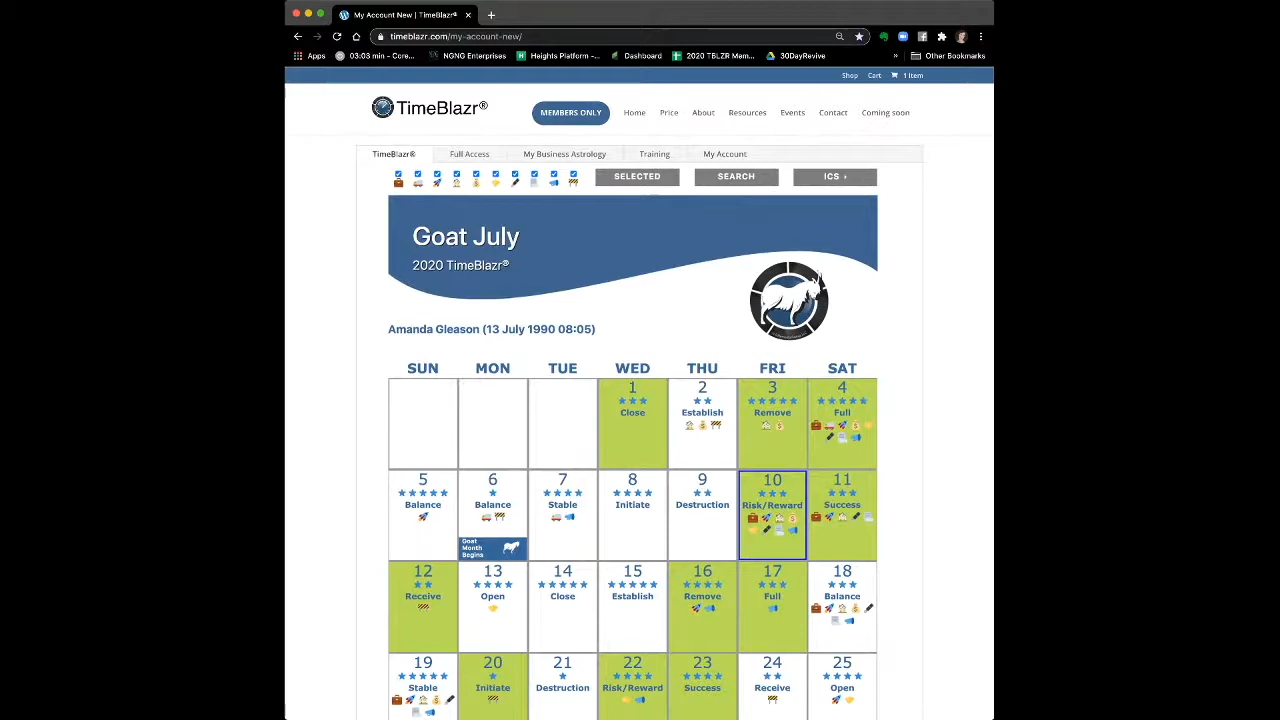 My Account New | TimeBlazr®
timeblazr.com/my-account-new/
Apps 03:03 min – Core... NGNG Enterprises Heights Platform –... Dashboard 2020 TBLZR Mem... 30DayRevive » Other Bookmarks
Shop Cart 1 Item
TimeBlazr® MEMBERS ONLY Home Price About Resources Events Contact Coming soon
TimeBlazr® Full Access My Business Astrology Training My Account
SELECTED SEARCH ICS
Goat July
2020 TimeBlazr®
Amanda Gleason (13 July 1990 08:05)
SUN MON TUE WED THU FRI SAT
1 2 3 4
Close Establish Remove Full
5 6 7 8 9 10 11
Balance Balance Stable Initiate Destruction Risk/Reward Success
Goat
Month
Begins
12 13 14 15 16 17 18
Receive Open Close Establish Remove Full Balance
19 20 21 22 23 24 25
Stable Initiate Destruction Risk/Reward Success Receive Open